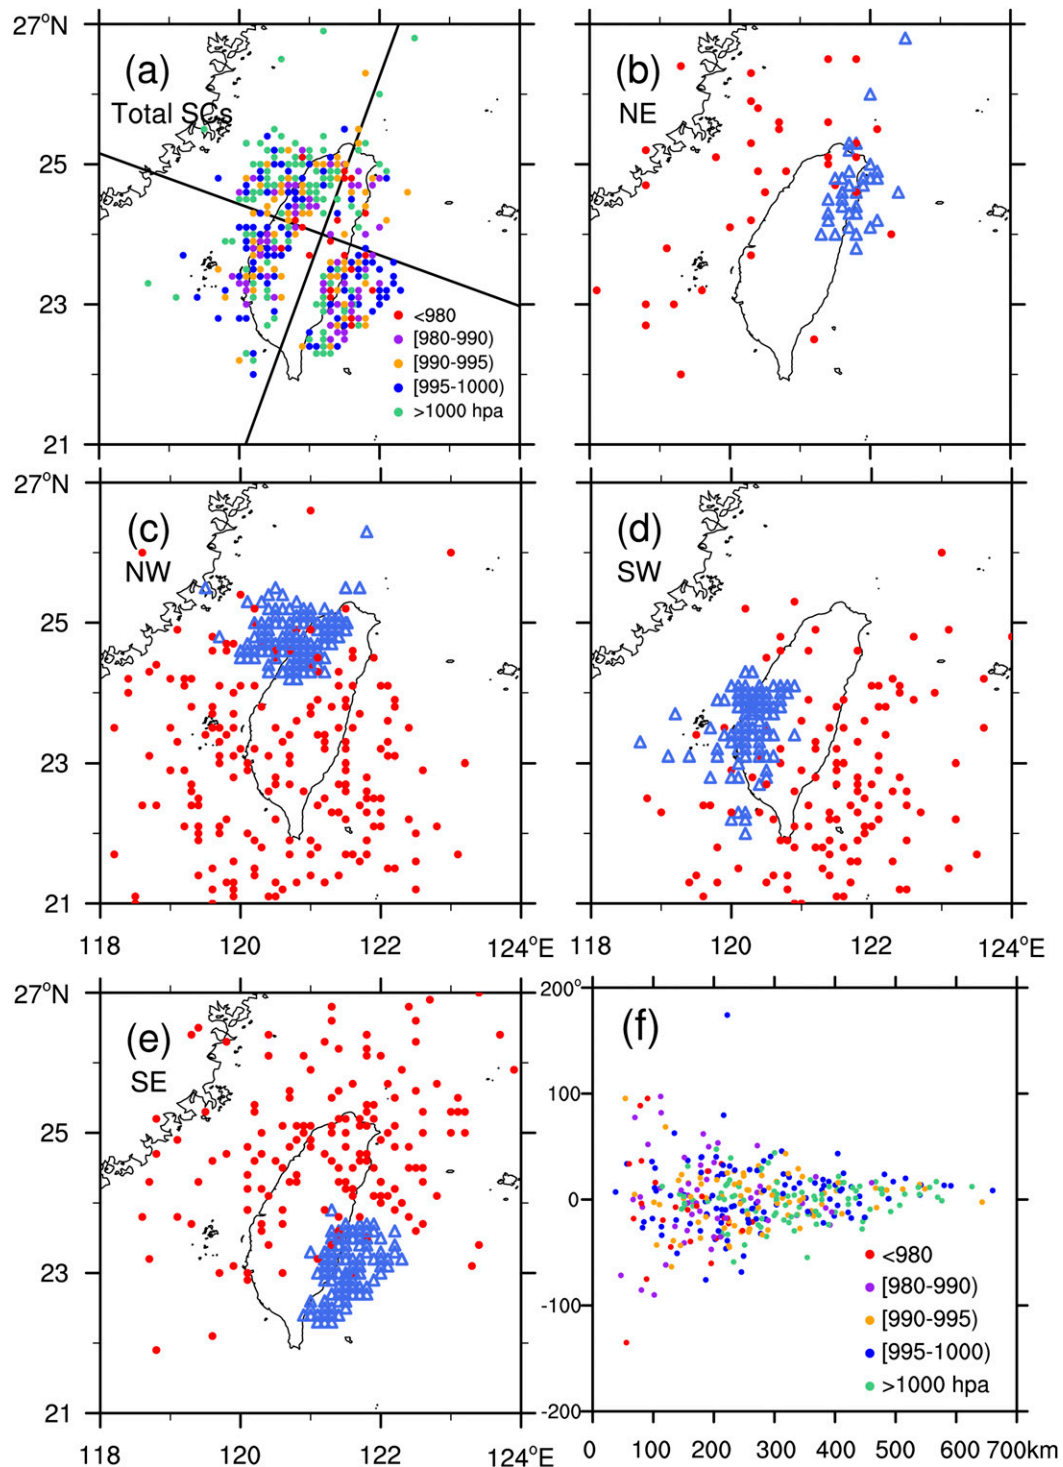 27°N
(a)
Total SCs
25
23
21
<980
[980-990)
[990-995)
[995-1000)
>1000 hpa
(b)
NE
27°N
(c)
NW
25
23
21
118
120
122
124°E
(d)
SW
118
120
122
124°E
27°N
(e)
SE
25
23
21
118
120
122
124°E
200°
(f)
100
0
-100
-200
<980
[980-990)
[990-995)
[995-1000)
>1000 hpa
0 100 200 300 400 500 600 700km